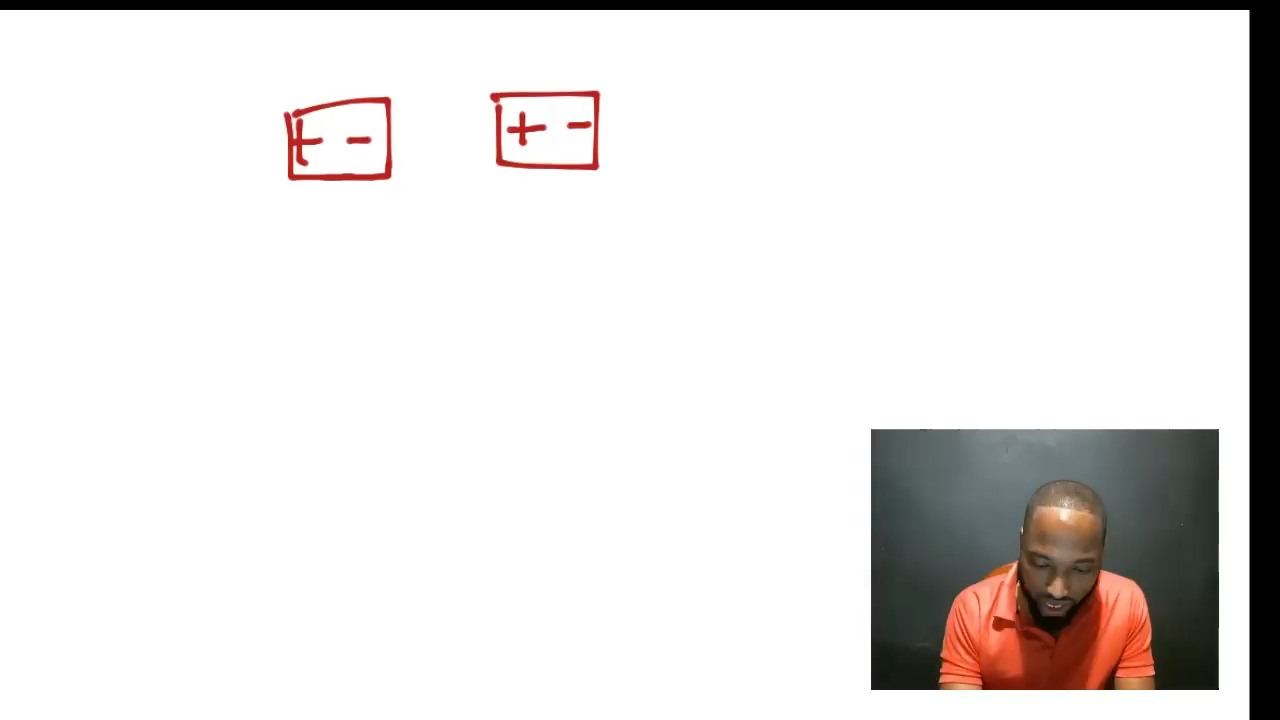 + - + -